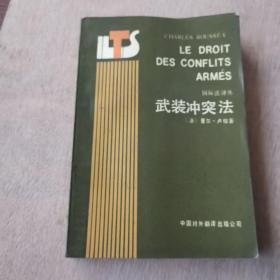 ILTS
CHARLES ROUSSEAU
LE DROIT
DES CONFLITS
ARMÉS
国际法译丛
武装冲突法
〔法〕夏尔·卢梭著
中国对外翻译出版公司